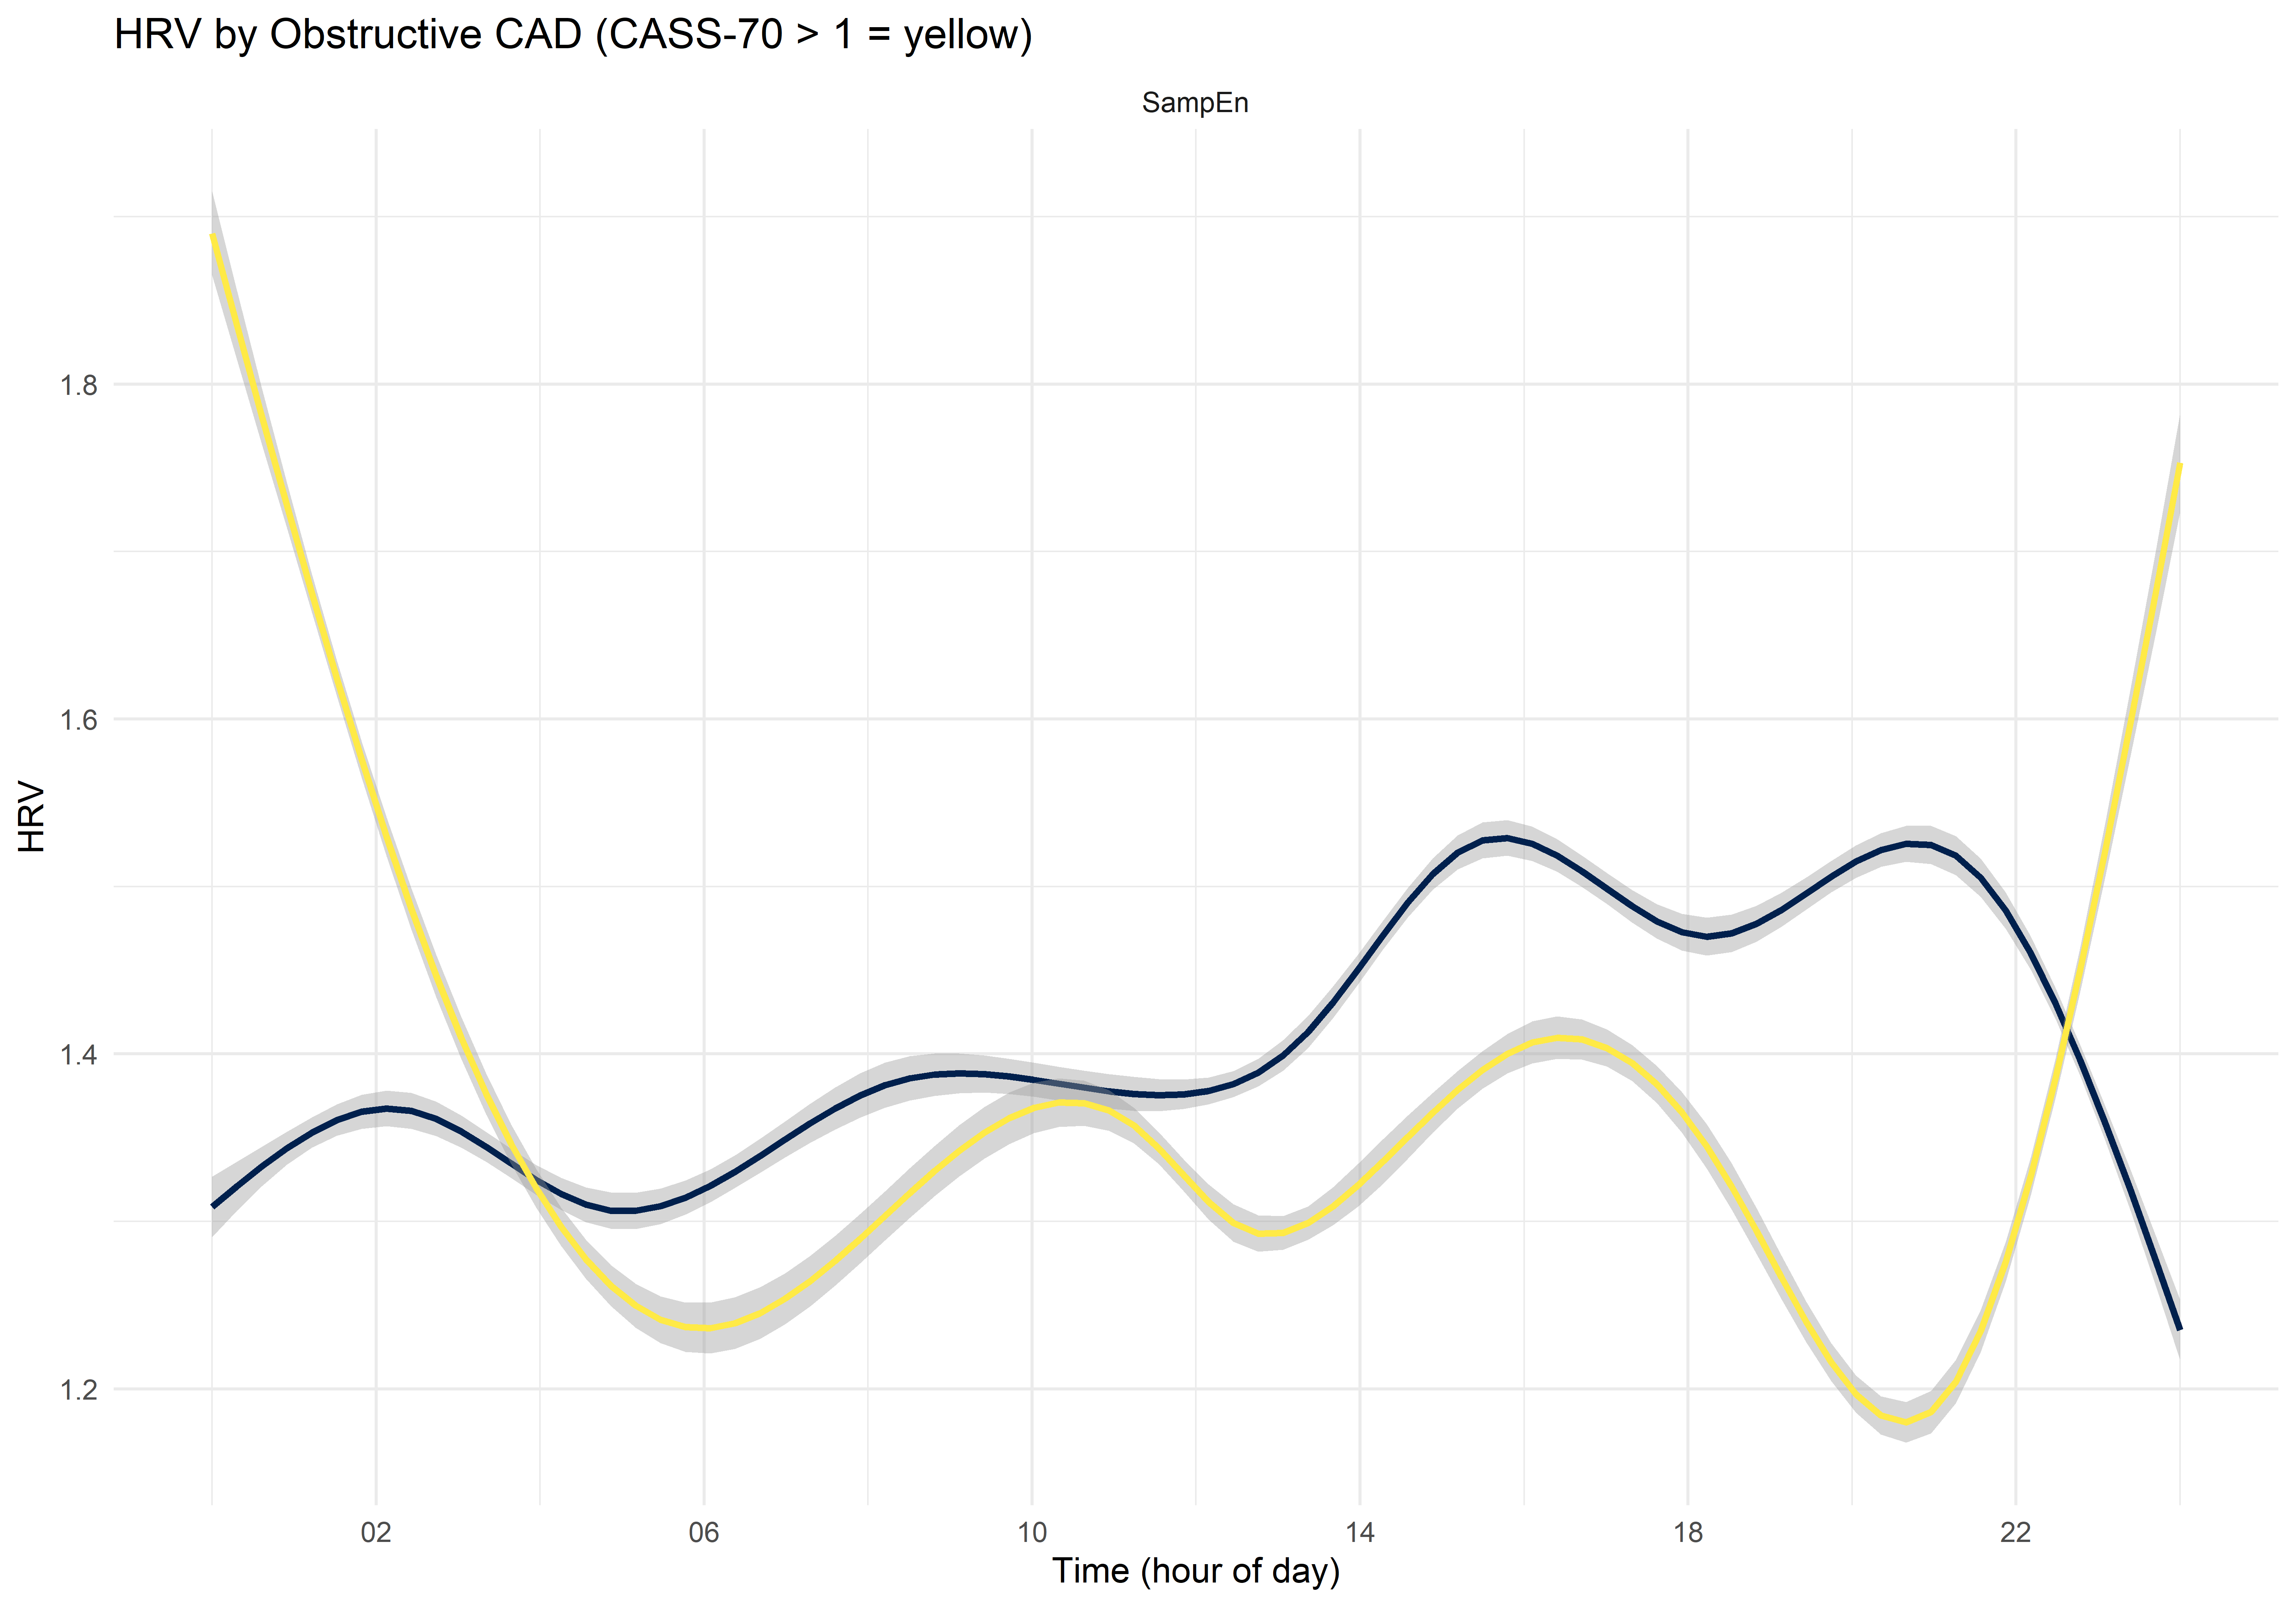 HRV by Obstructive CAD (CASS-70 > 1 = yellow)
SampEn
HRV
1.8
1.6
1.4
1.2
02 06 10 14 18 22
Time (hour of day)